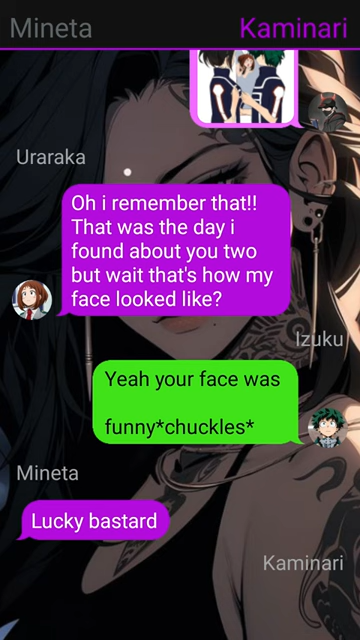 Mineta
Kaminari
Uraraka
Oh i remember that!!
That was the day i
found about you two
but wait that's how my
face looked like?
Izuku
Yeah your face was
funny*chuckles*
Mineta
Lucky bastard
Kaminari